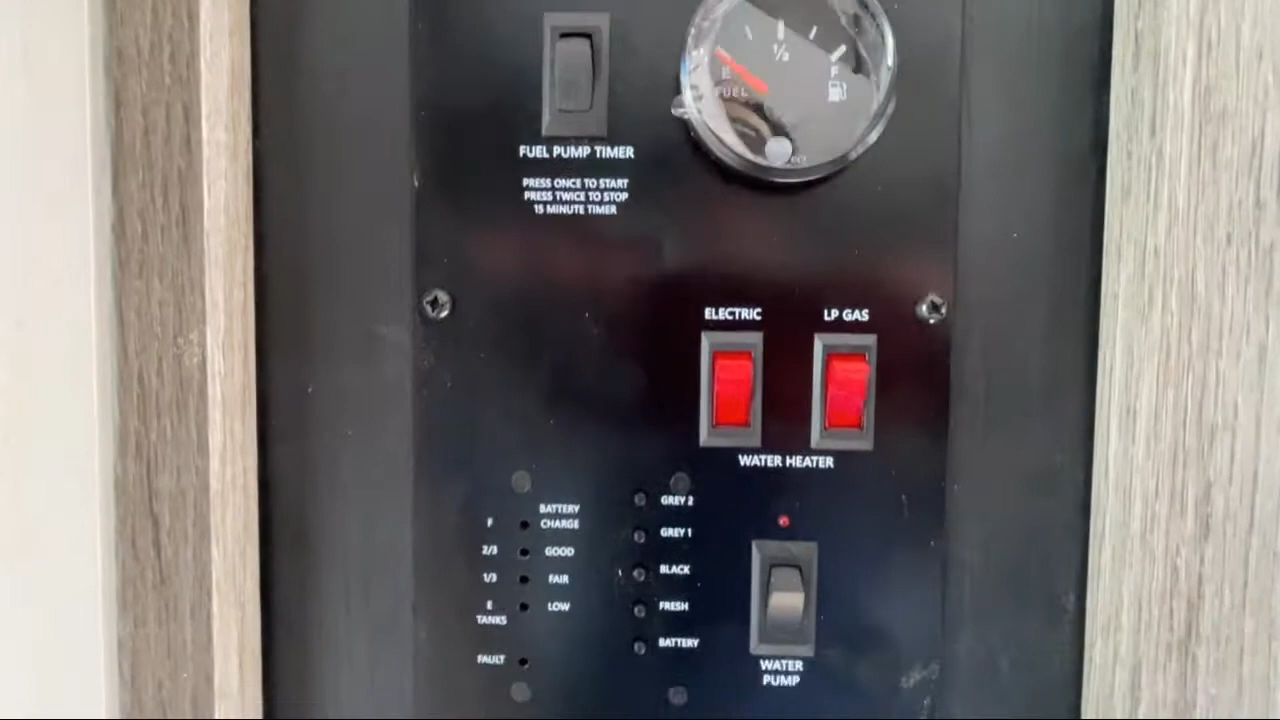 1/2
E
F
FUEL
FUEL PUMP TIMER
PRESS ONCE TO START
PRESS TWICE TO STOP
15 MINUTE TIMER
ELECTRIC
LP GAS
WATER HEATER
BATTERY
F
CHARGE
2/3
GOOD
1/3
FAIR
E
LOW
TANKS
FAULT
GREY 2
GREY 1
BLACK
FRESH
BATTERY
WATER
PUMP